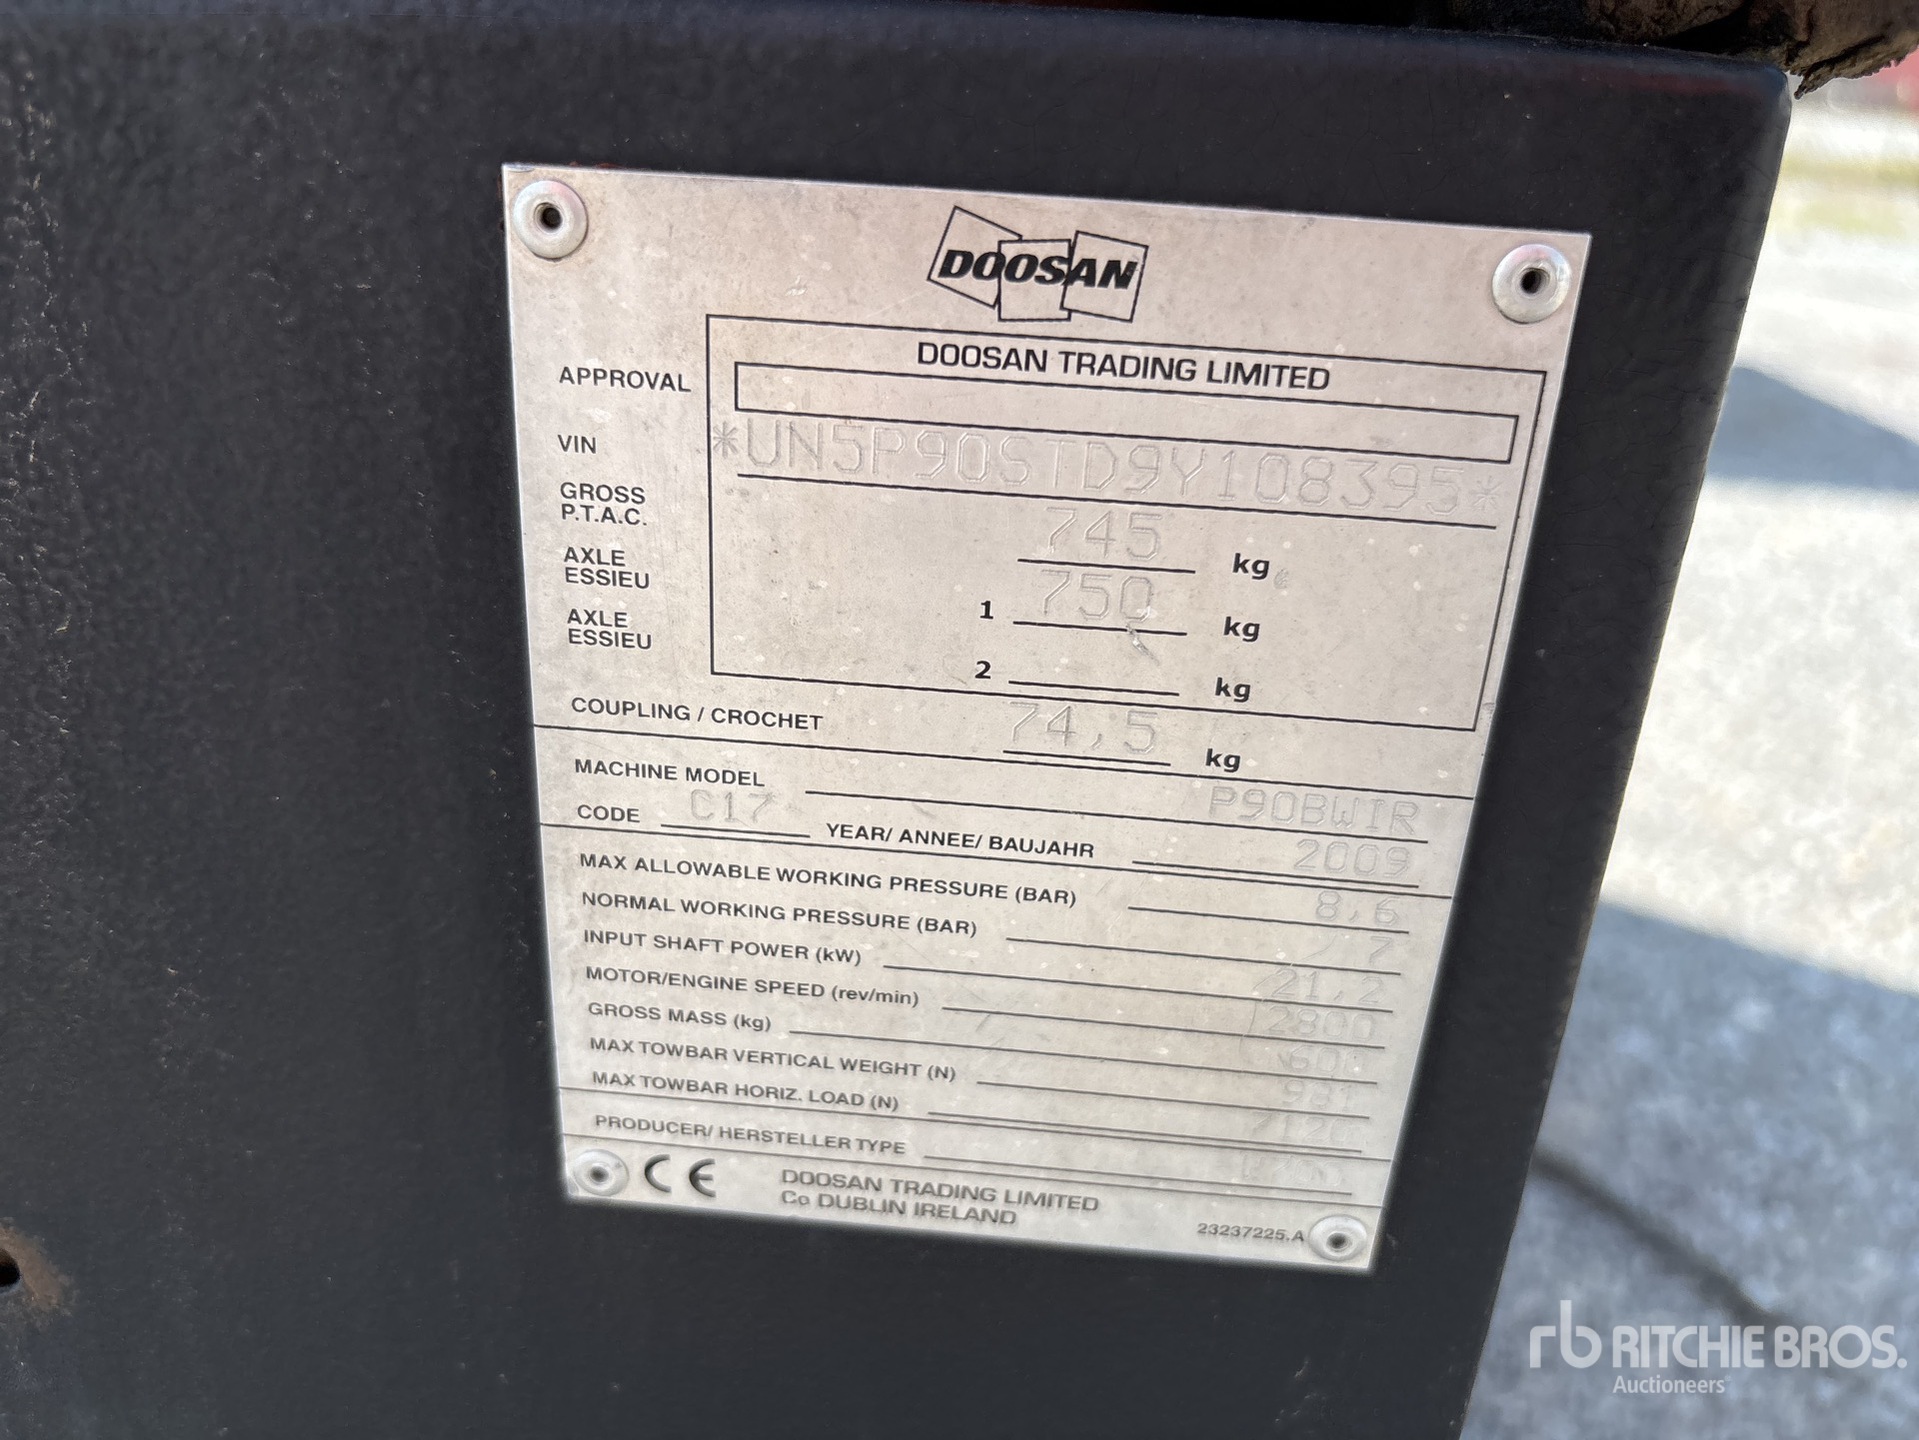 DOOSAN
DOOSAN TRADING LIMITED
APPROVAL
VIN *UN5P90STD9Y108395*
GROSS
P.T.A.C. 745 kg
AXLE
ESSIEU 1 750 kg
AXLE
ESSIEU 2 kg
COUPLING / CROCHET 74,5 kg
MACHINE MODEL P90BWIR
CODE C17 YEAR/ ANNEE/ BAUJAHR 2009
MAX ALLOWABLE WORKING PRESSURE (BAR) 8,6
NORMAL WORKING PRESSURE (BAR) 7
INPUT SHAFT POWER (kW) 21,2
MOTOR/ENGINE SPEED (rev/min) 2800
GROSS MASS (kg)
MAX TOWBAR VERTICAL WEIGHT (N) 981
MAX TOWBAR HORIZ. LOAD (N) 7120
PRODUCER/ HERSTELLER TYPE
CE DOOSAN TRADING LIMITED
Co DUBLIN IRELAND
23237225.A
rb RITCHIE BROS.
Auctioneers